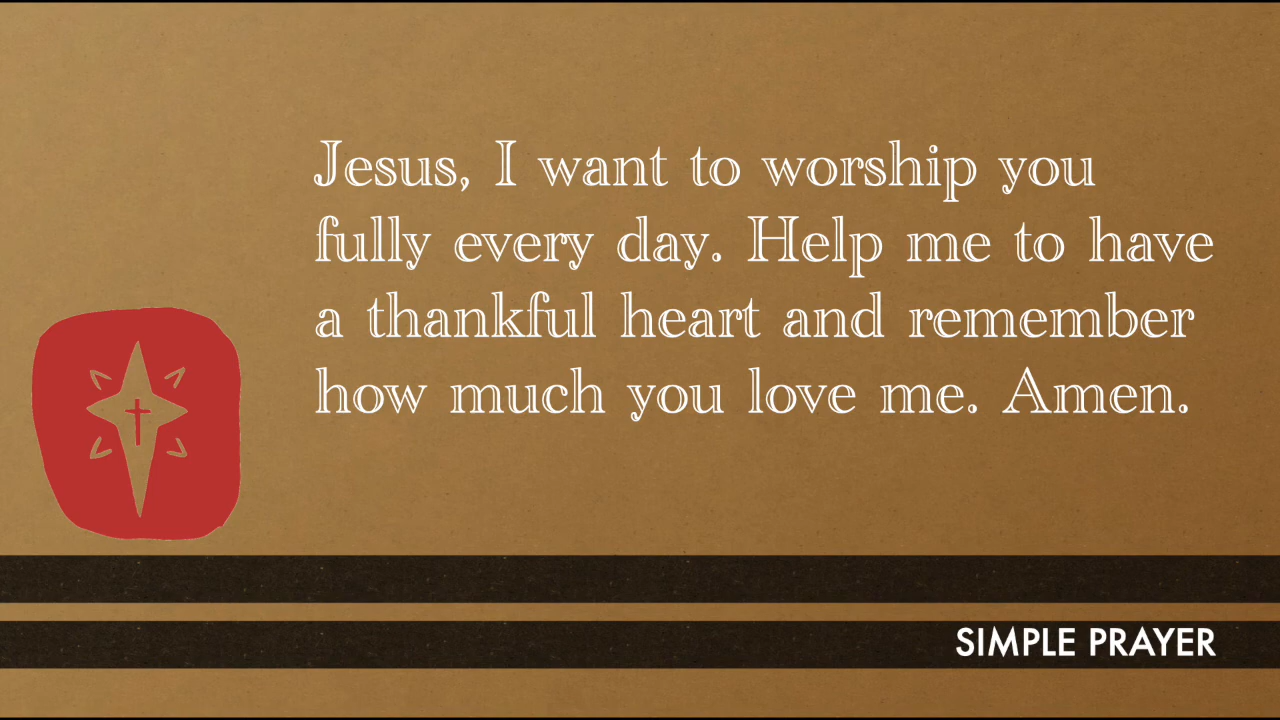 Jesus, I want to worship you
fully every day. Help me to have
a thankful heart and remember
how much you love me. Amen.
SIMPLE PRAYER